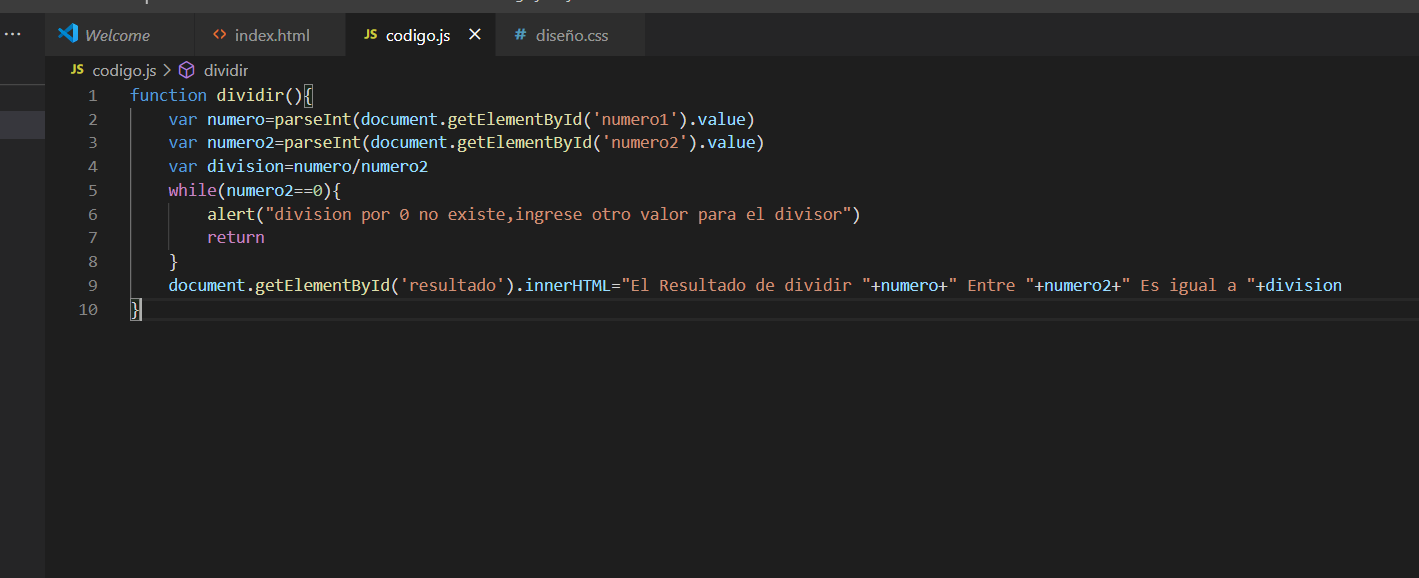 Welcome index.html JS codigo.js # diseño.css
JS codigo.js > dividir
1 function dividir(){
2 var numero=parseInt(document.getElementById('numero1').value)
3 var numero2=parseInt(document.getElementById('numero2').value)
4 var division=numero/numero2
5 while(numero2==0){
6 alert("division por 0 no existe,ingrese otro valor para el divisor")
7 return
8 }
9 document.getElementById('resultado').innerHTML="El Resultado de dividir "+numero+" Entre "+numero2+" Es igual a "+division
10 }